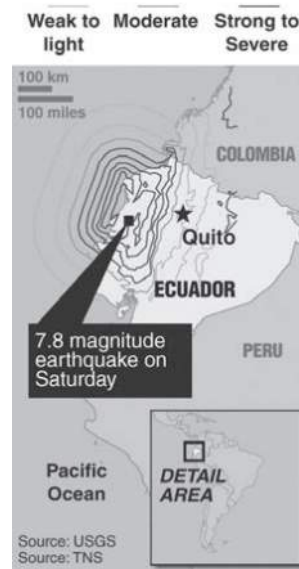 Weak to light
Moderate
Strong to Severe
100 km
100 miles
COLOMBIA
Quito
ECUADOR
7.8 magnitude
earthquake on
Saturday
PERU
Pacific
Ocean
DETAIL
AREA
Source: USGS
Source: TNS